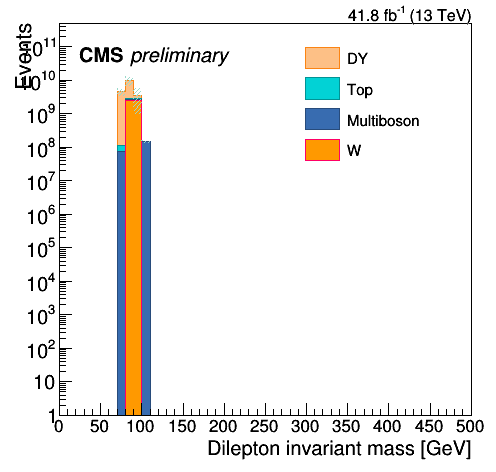 41.8 fb⁻¹ (13 TeV)
Events
CMS preliminary
DY
Top
Multiboson
W
10¹¹
10¹⁰
10⁹
10⁸
10⁷
10⁶
10⁵
10⁴
10³
10²
10
1
0 50 100 150 200 250 300 350 400 450 500
Dilepton invariant mass [GeV]